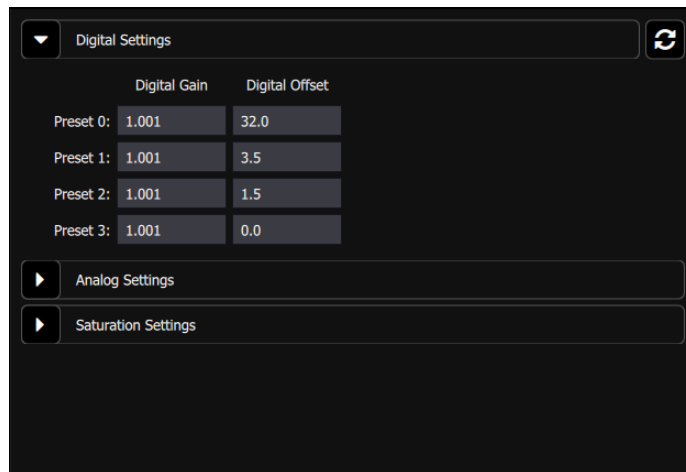 Digital Settings
Digital Gain Digital Offset
Preset 0: 1.001 32.0
Preset 1: 1.001 3.5
Preset 2: 1.001 1.5
Preset 3: 1.001 0.0
Analog Settings
Saturation Settings